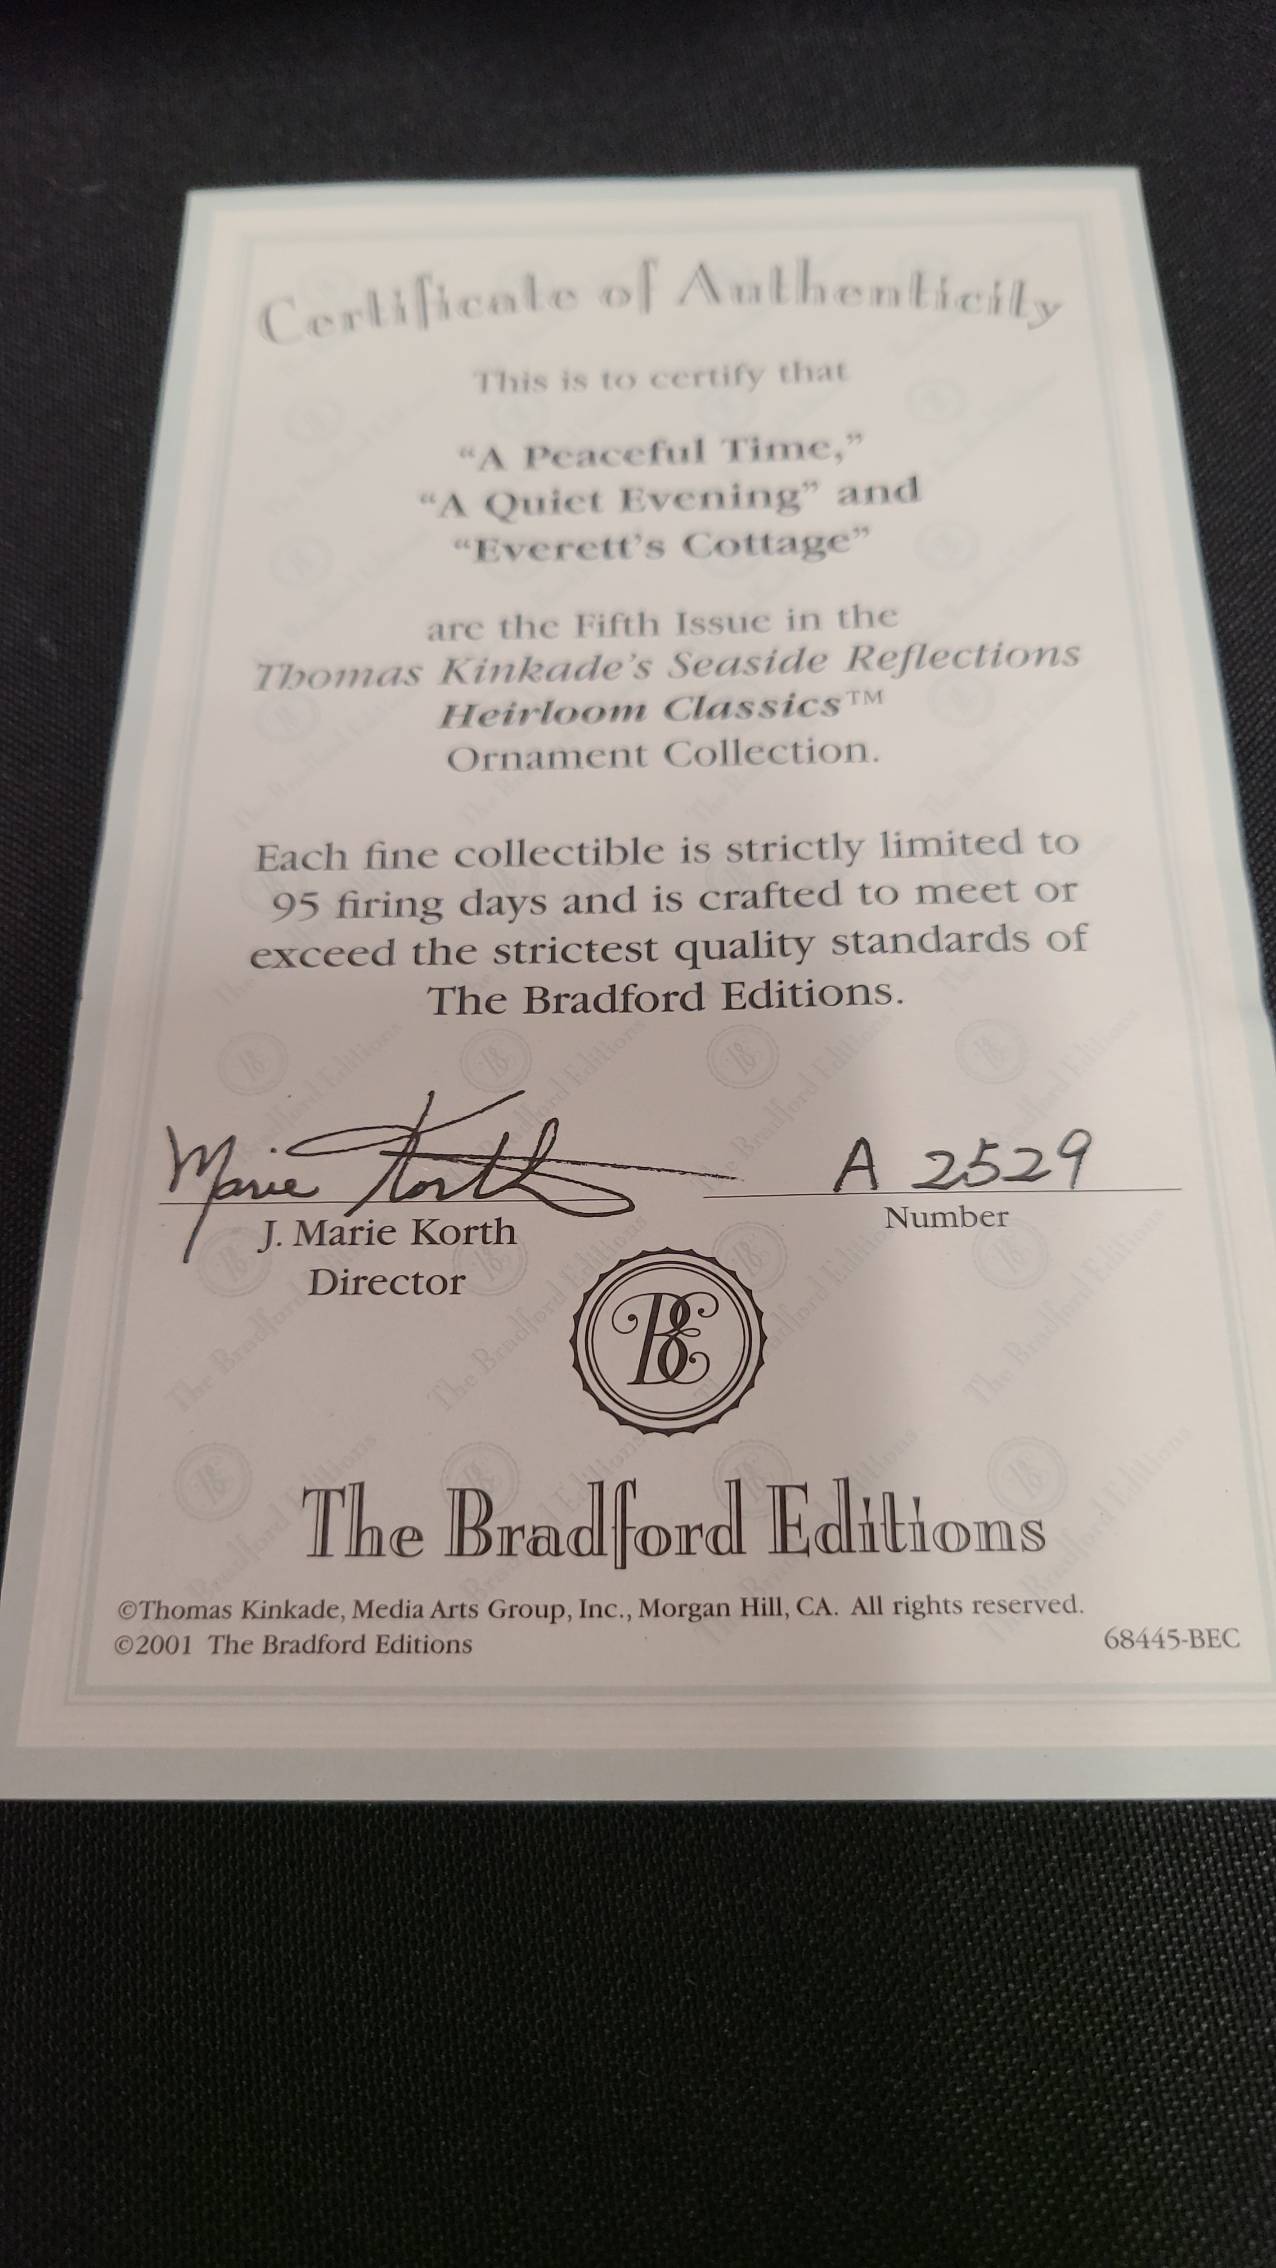 Certificate of Authenticity
This is to certify that
“A Peaceful Time,”
“A Quiet Evening” and
“Everett’s Cottage”
are the Fifth Issue in the
Thomas Kinkade’s Seaside Reflections
Heirloom Classics™
Ornament Collection.
Each fine collectible is strictly limited to
95 firing days and is crafted to meet or
exceed the strictest quality standards of
The Bradford Editions.
Marie Korth
A 2529
J. Marie Korth
Number
Director
BE
The Bradford Editions
©Thomas Kinkade, Media Arts Group, Inc., Morgan Hill, CA. All rights reserved.
©2001 The Bradford Editions
68445-BEC